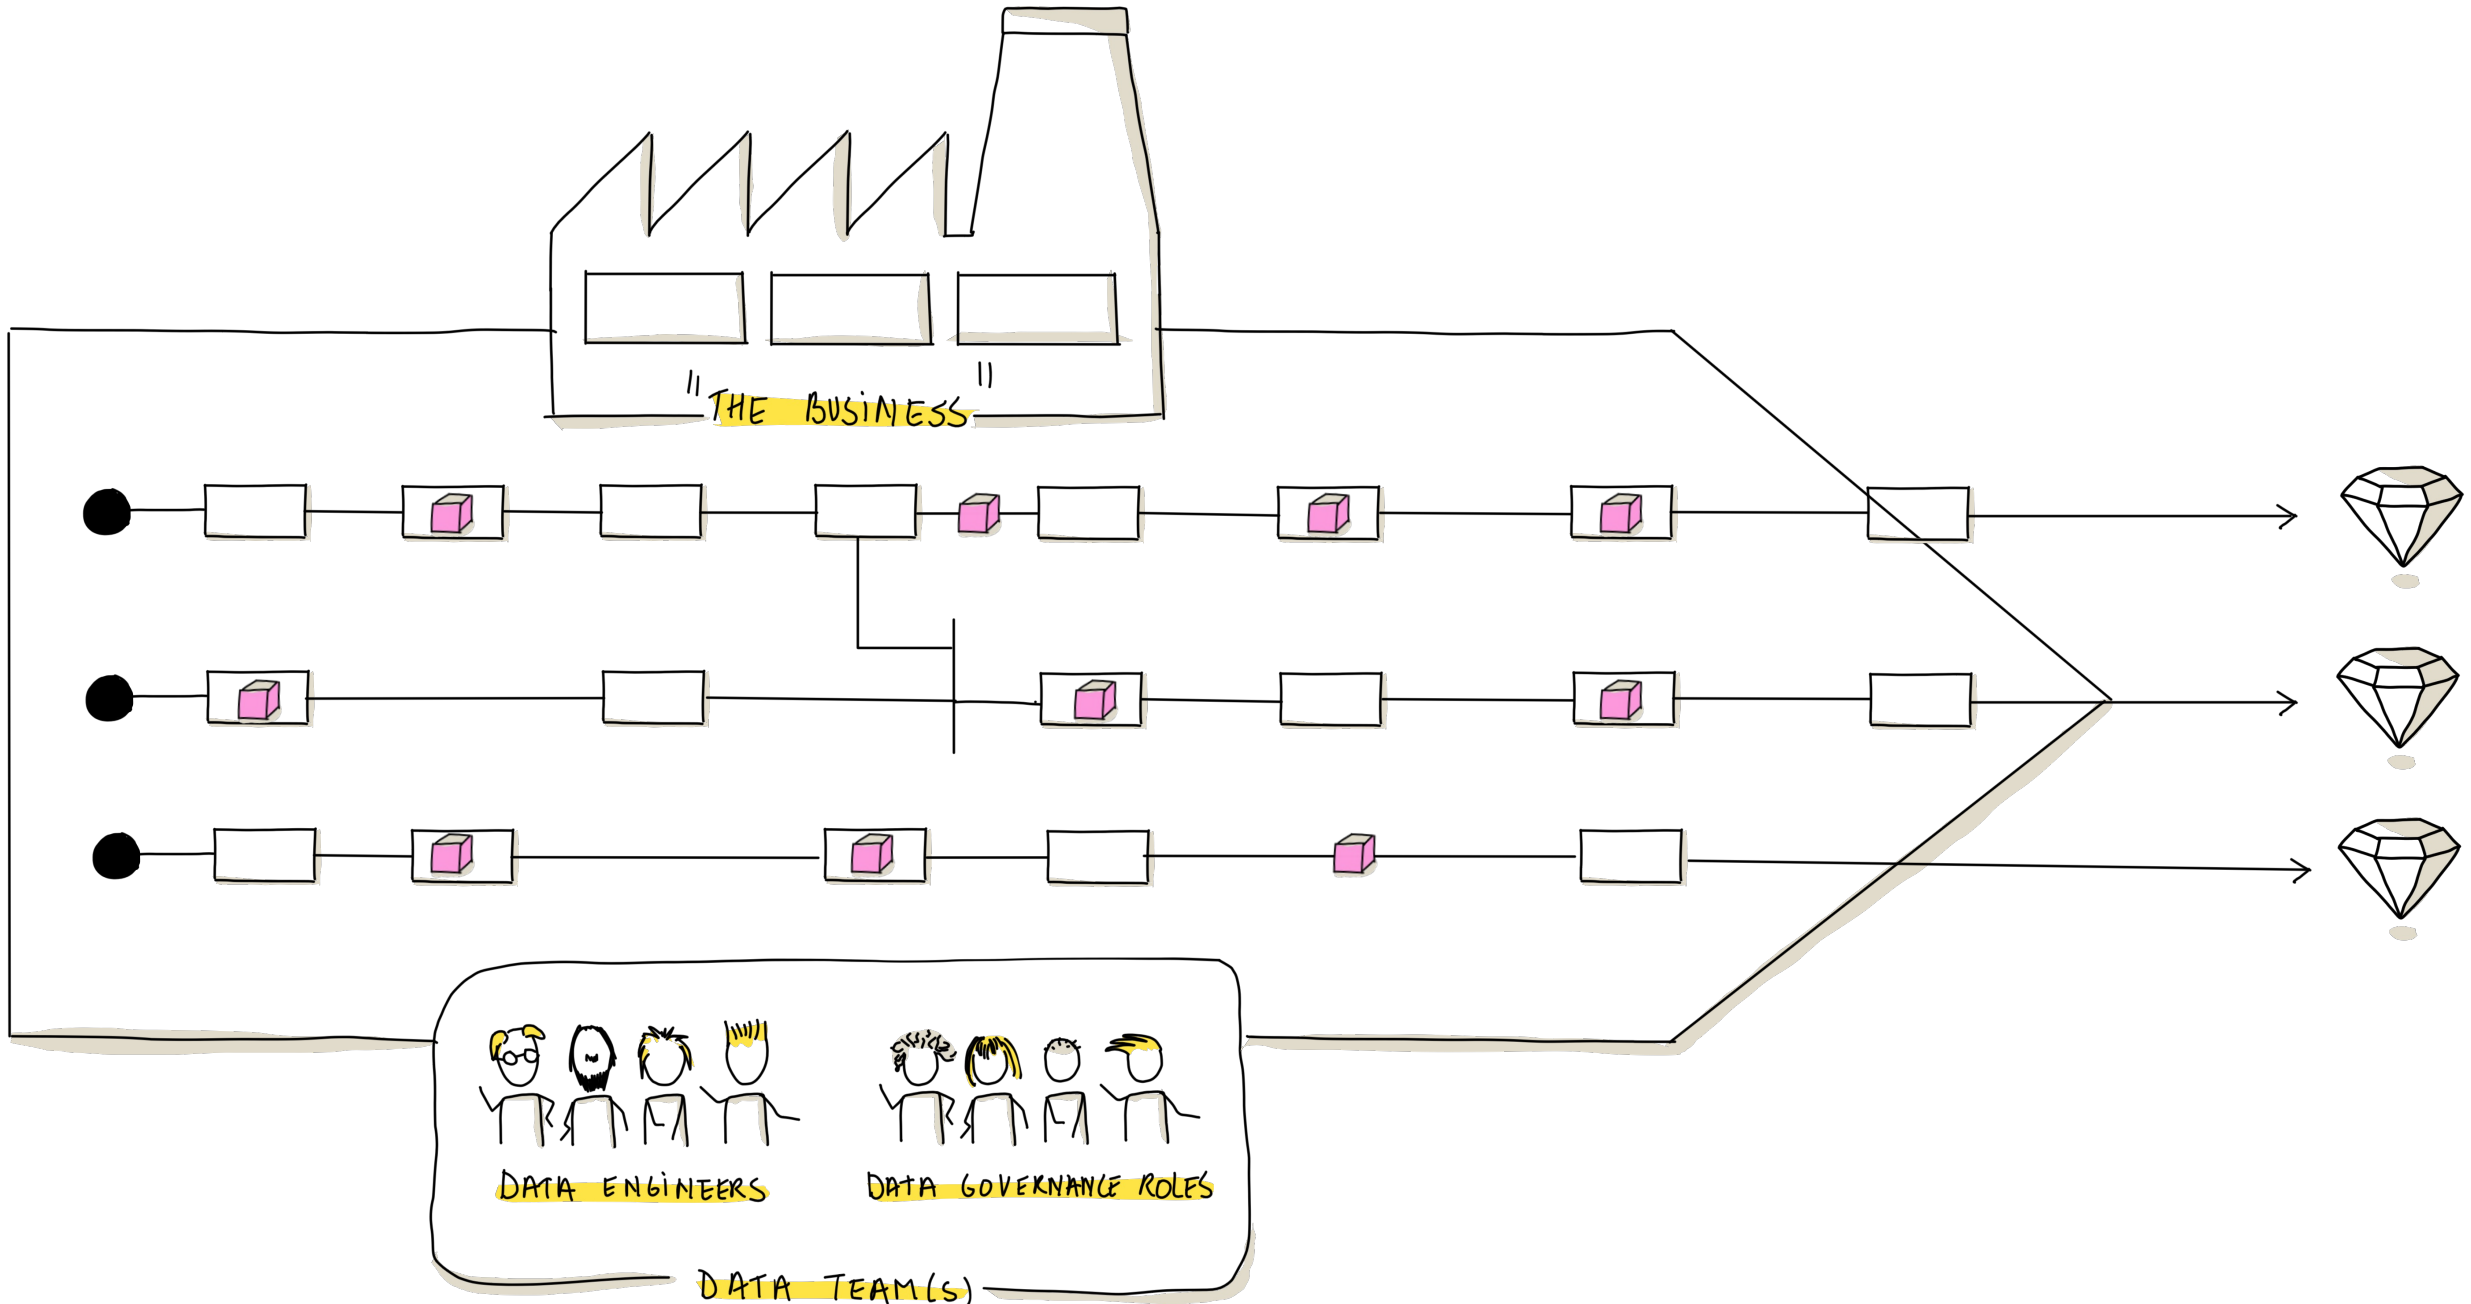 "THE BUSINESS"
DATA ENGINEERS
DATA GOVERNANCE ROLES
DATA TEAM(S)